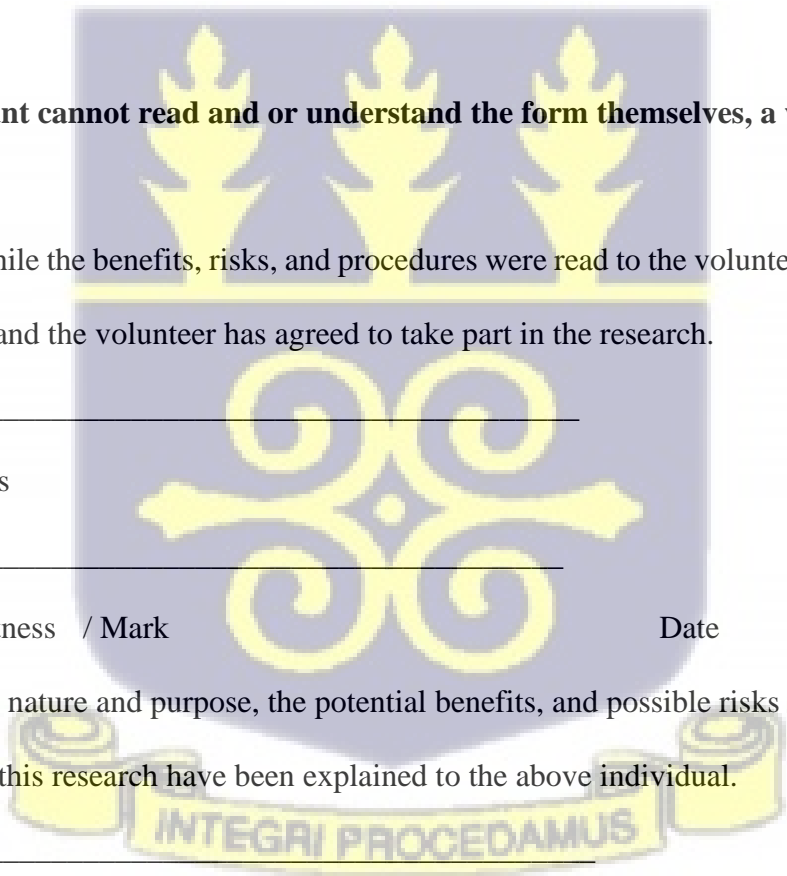 ant cannot read and or understand the form themselves, a
hile the benefits, risks, and procedures were read to the volunte
and the volunteer has agreed to take part in the research.
s
tness / Mark Date
nature and purpose, the potential benefits, and possible risks
this research have been explained to the above individual.
INTEGRI PROCEDAMUS